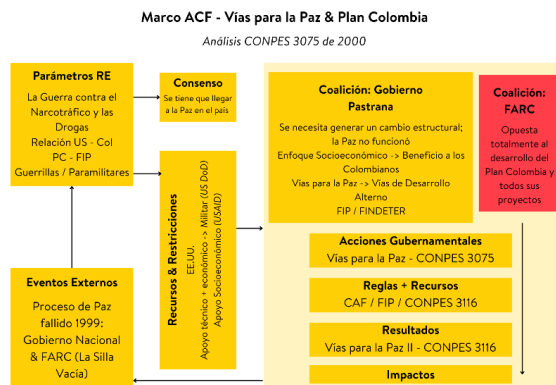 Marco ACF - Vías para la Paz & Plan Colombia
Análisis CONPES 3075 de 2000
Parámetros RE
La Guerra contra el
Narcotráfico y las
Drogas
Relación US - Col
PC - FIP
Guerrillas / Paramilitares
Consenso
Se tiene que llegar
a la Paz en el país
Recursos & Restricciones
EE.UU.
Apoyo técnico + económico -> Militar (US DoD)
Apoyo Socioeconómico (USAID)
Eventos Externos
Proceso de Paz
fallido 1999:
Gobierno Nacional
& FARC (La Silla
Vacía)
Coalición: Gobierno
Pastrana
Se necesita generar un cambio estructural;
la Paz no funcionó
Enfoque Socioeconómico -> Beneficio a los
Colombianos
Vías para la Paz -> Vías de Desarrollo
Alterno
FIP / FINDETER
Coalición:
FARC
Opuesta
totalmente al
desarrollo del
Plan Colombia y
todos sus
proyectos
Acciones Gubernamentales
Vías para la Paz - CONPES 3075
Reglas + Recursos
CAF / FIP / CONPES 3116
Resultados
Vías para la Paz II - CONPES 3116
Impactos